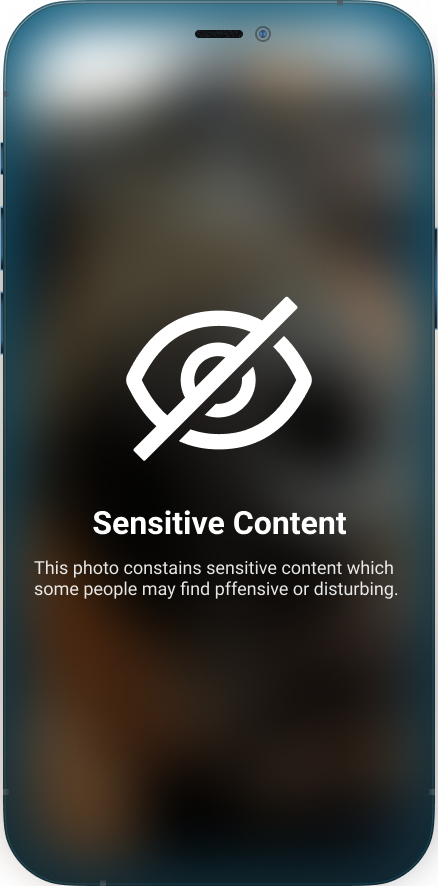 Sensitive Content
This photo constains sensitive content which
some people may find pffensive or disturbing.